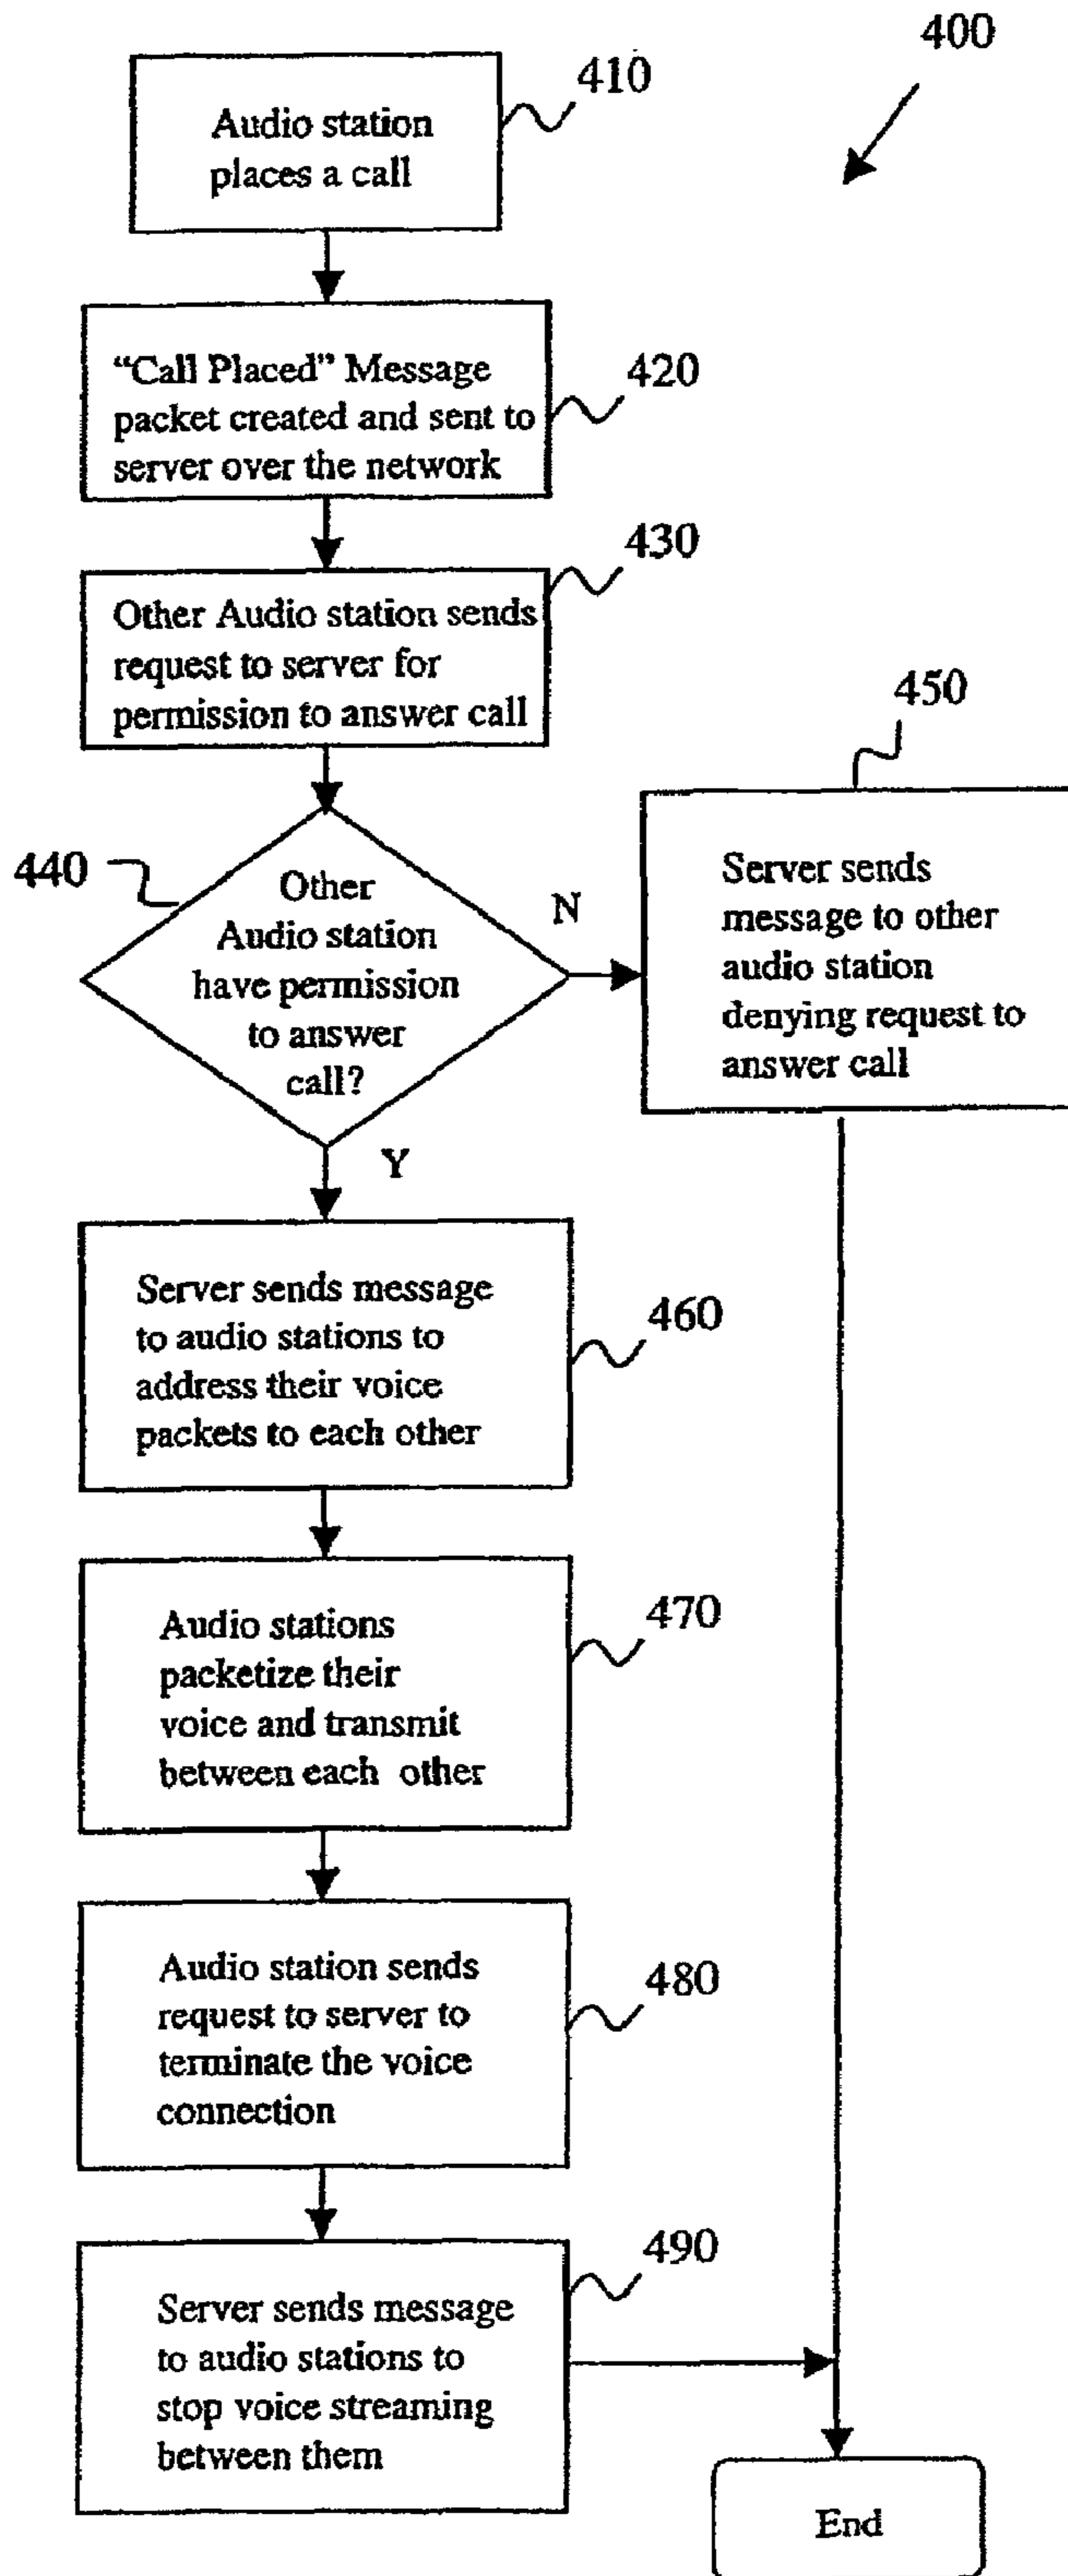 400
410
Audio station
places a call
“Call Placed” Message
packet created and sent to
server over the network
420
430
Other Audio station sends
request to server for
permission to answer call
440
Other
Audio station
have permission
to answer
call?
N
Y
450
Server sends
message to other
audio station
denying request to
answer call
Server sends message
to audio stations to
address their voice
packets to each other
460
Audio stations
packetize their
voice and transmit
between each other
470
Audio station sends
request to server to
terminate the voice
connection
480
490
Server sends message
to audio stations to
stop voice streaming
between them
End